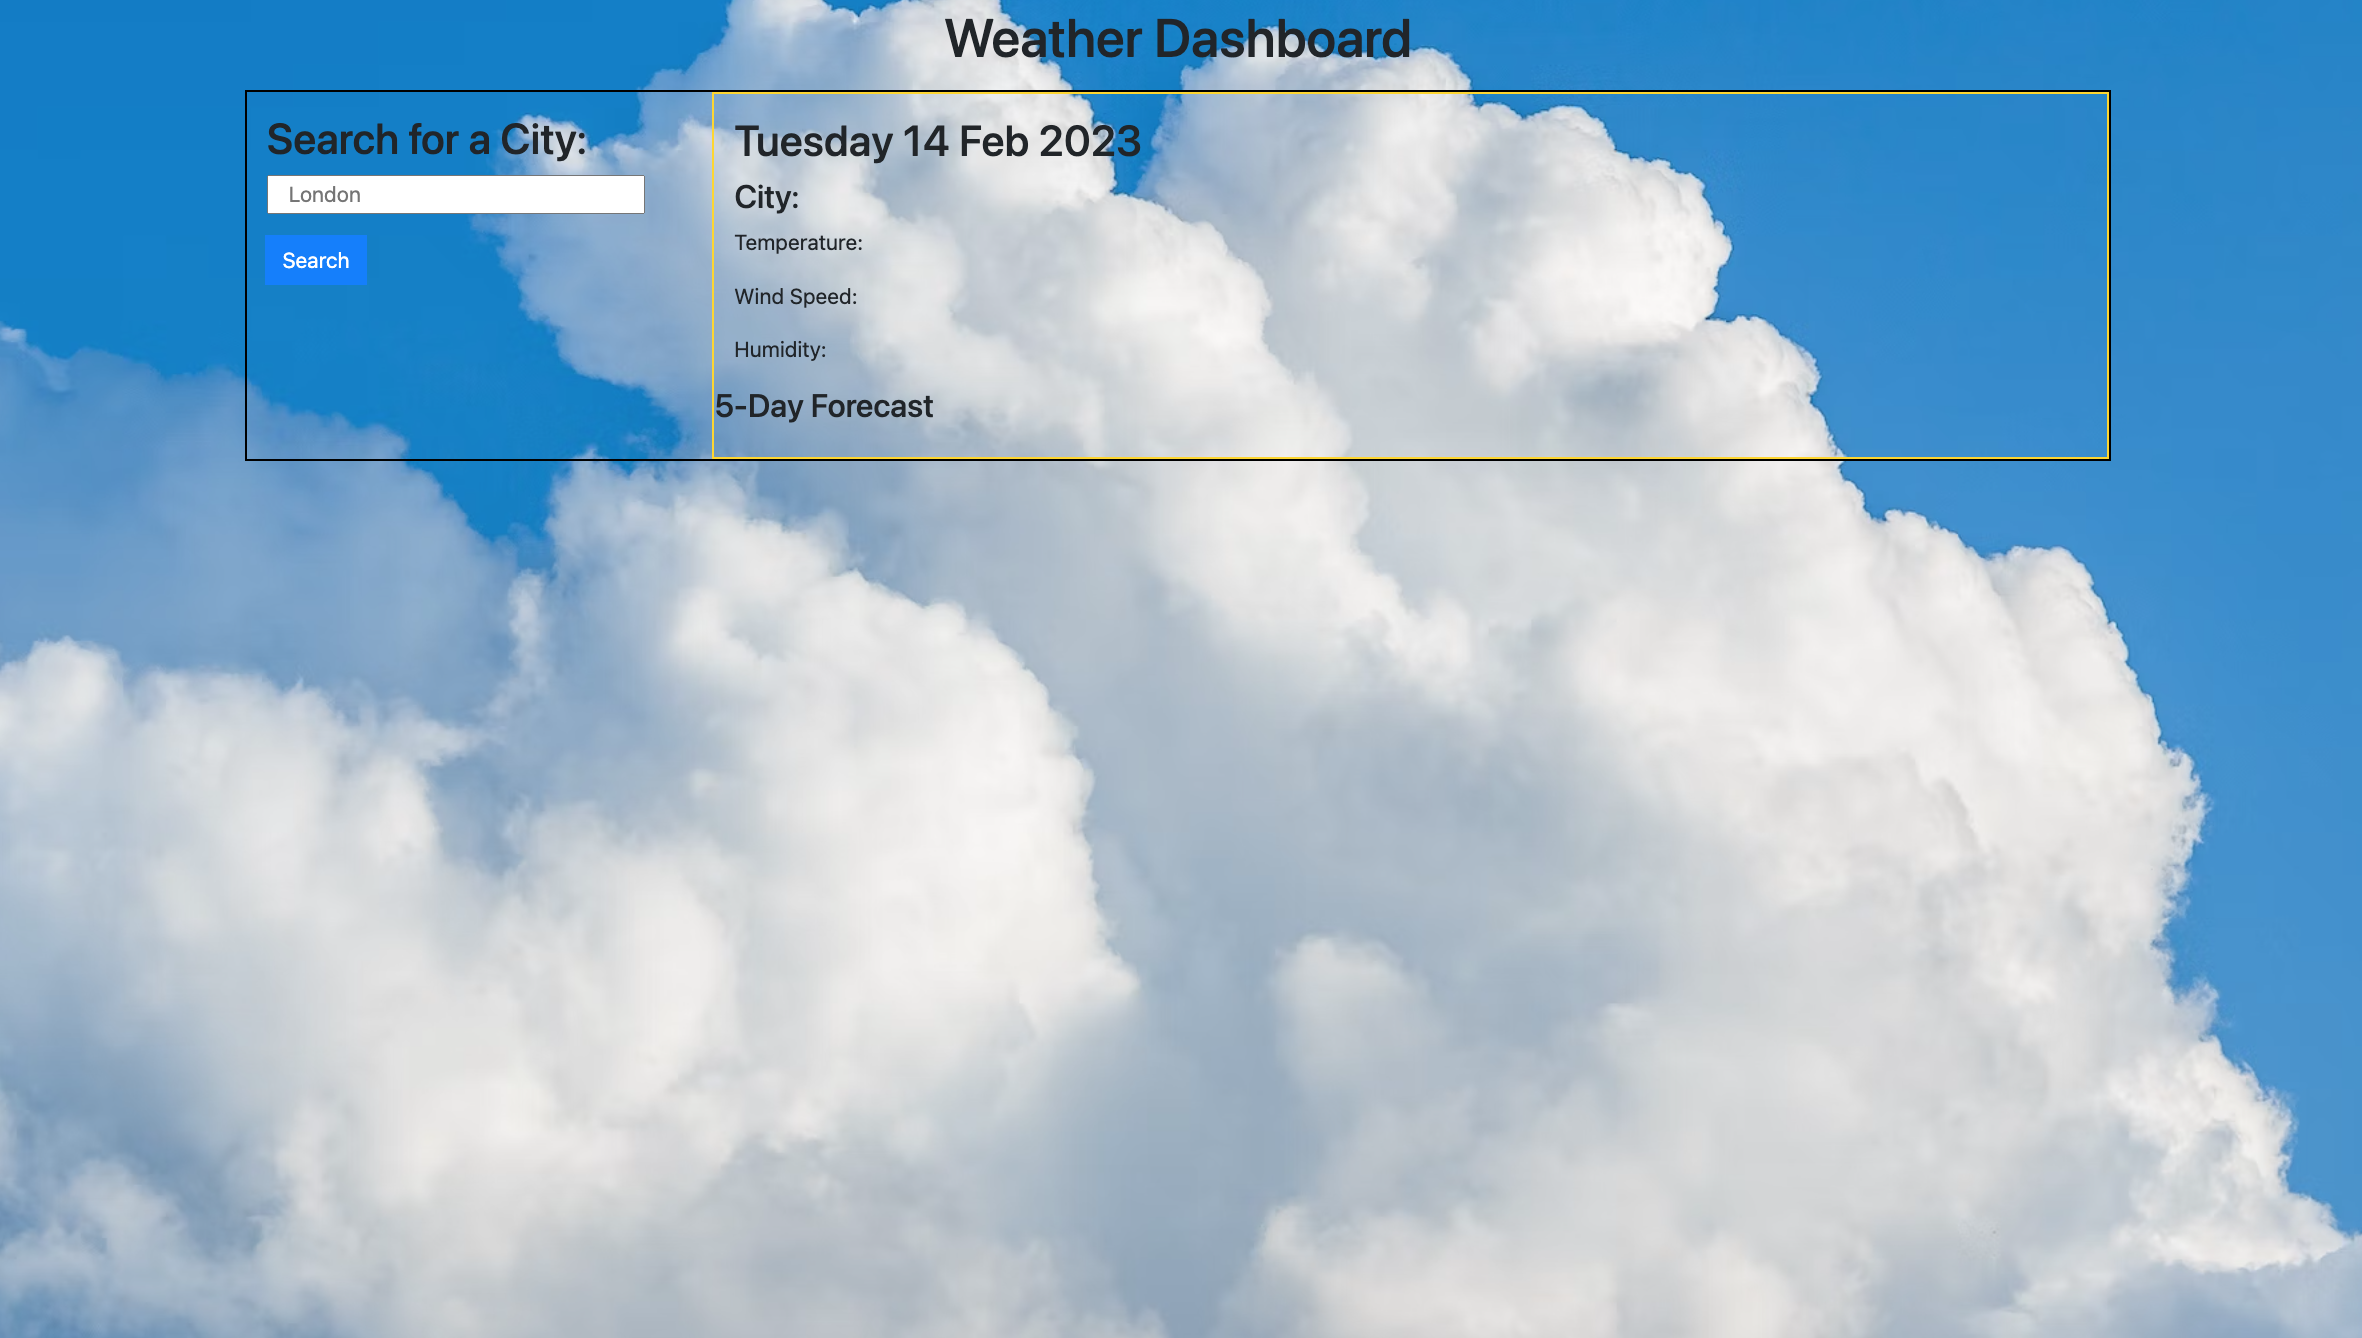 Weather Dashboard
Search for a City:
London
Search
Tuesday 14 Feb 2023
City:
Temperature:
Wind Speed:
Humidity:
5-Day Forecast